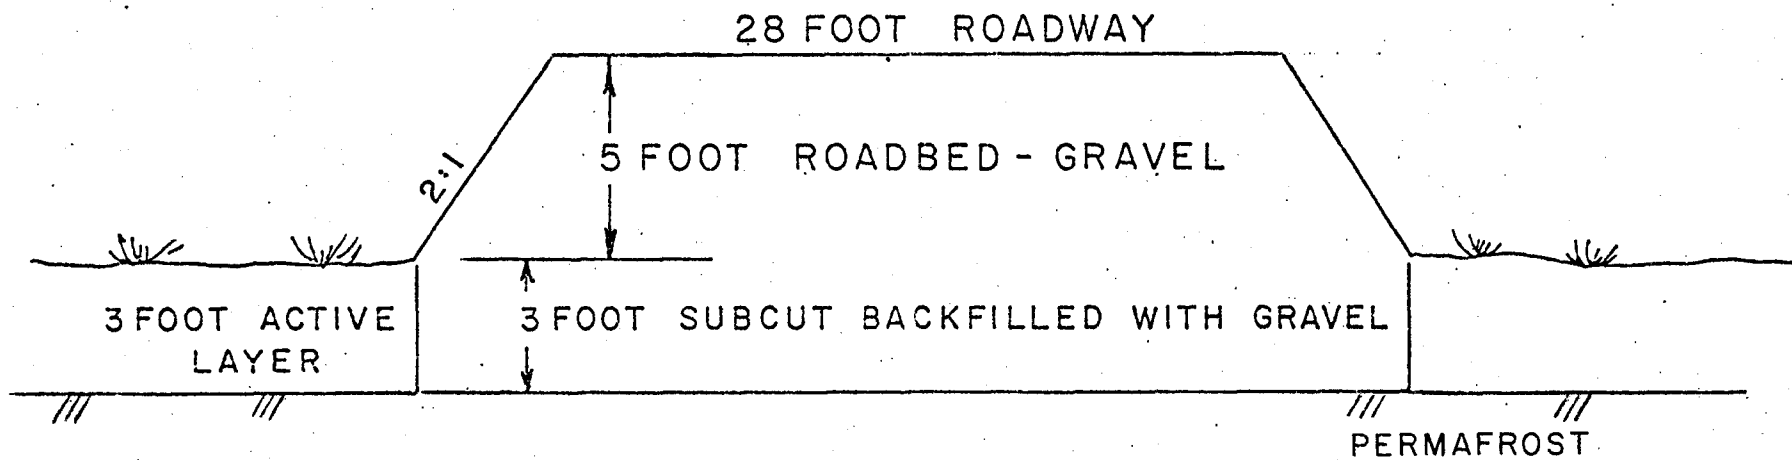 28 FOOT ROADWAY
2:1
5 FOOT ROADBED - GRAVEL
3 FOOT ACTIVE
LAYER
3 FOOT SUBCUT BACKFILLED WITH GRAVEL
PERMAFROST